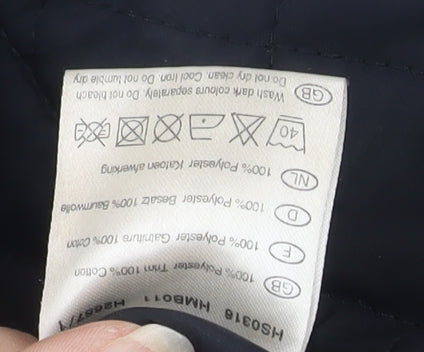 HS0318 HMB011
GB 100% Polyester Trim 100% Cotton
F 100% Polyester Gatniture 100% Coton
D 100% Polyester Besatz 100% Baumwolle
NL 100% Polyester Katoen afwerking
40
GB Wash dark colours separately. Do not bleach
Do not dry clean. Cool iron. Do not tumble dry